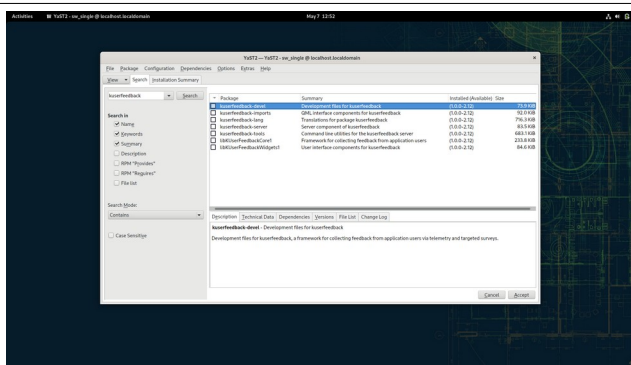 Activities YaST2 - sw_single @ localhost.localdomain May 7 12:52
YaST2 — YaST2 - sw_single @ localhost.localdomain
File Package Configuration Dependencies Options Extras Help
View Search Installation Summary
kuserfeedback Search
Package Summary Installed (Available) Size
kuserfeedback-devel Development files for kuserfeedback (1.0.0-2.12) 73.9 KiB
kuserfeedback-imports QML interface components for kuserfeedback (1.0.0-2.12) 92.0 KiB
kuserfeedback-lang Translations for package kuserfeedback (1.0.0-2.12) 716.3 KiB
kuserfeedback-server Server component of kuserfeedback (1.0.0-2.12) 83.5 KiB
kuserfeedback-tools Command line utilities for the kuserfeedback server (1.0.0-2.12) 683.1 KiB
libKUserFeedbackCore1 Framework for collecting feedback from application users (1.0.0-2.12) 233.8 KiB
libKUserFeedbackWidgets1 User interface components for kuserfeedback (1.0.0-2.12) 84.6 KiB
Search in
Name
Keywords
Summary
Description
RPM "Provides"
RPM "Requires"
File list
Search Mode:
Contains
Case Sensitive
Description Technical Data Dependencies Versions File List Change Log
kuserfeedback-devel - Development files for kuserfeedback
Development files for kuserfeedback, a framework for collecting feedback from application users via telemetry and targeted surveys.
Cancel Accept